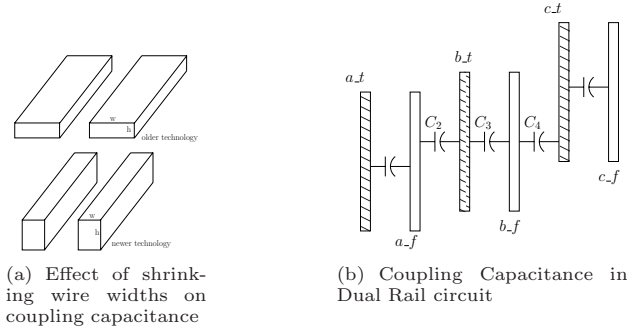 w
h
older technology
w
h
newer technology
(a) Effect of shrink-
ing wire widths on
coupling capacitance
c_t
b_t
a_t
C2
C3
C4
c_f
b_f
a_f
(b) Coupling Capacitance in
Dual Rail circuit